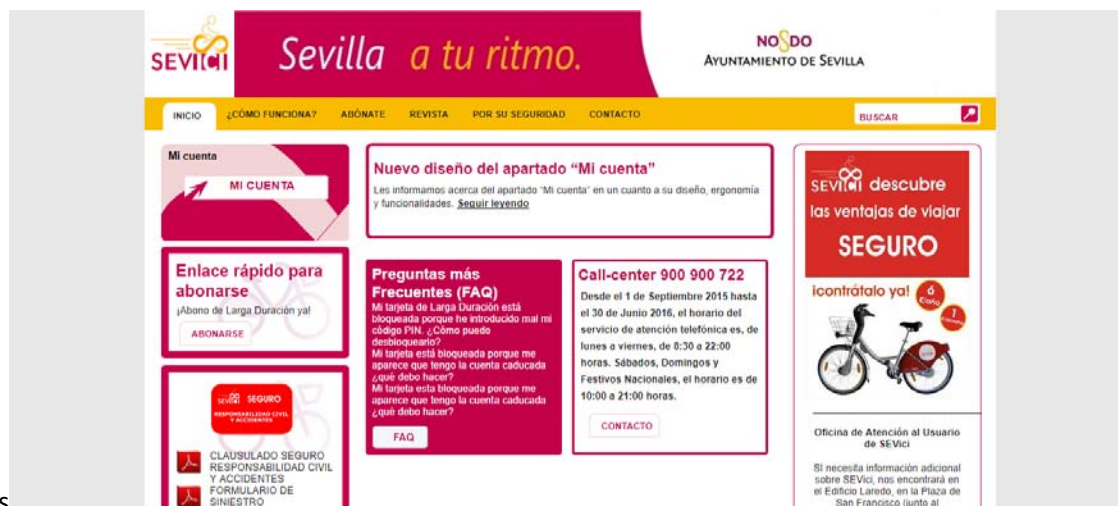 SEVICI
Sevilla a tu ritmo.
NO8DO
AYUNTAMIENTO DE SEVILLA
INICIO ¿CÓMO FUNCIONA? ABÓNATE REVISTA POR SU SEGURIDAD CONTACTO BUSCAR
Mi cuenta
MI CUENTA
Nuevo diseño del apartado “Mi cuenta”
Les informamos acerca del apartado “Mi cuenta” en un cuanto a su diseño, ergonomía
y funcionalidades. Seguir leyendo
Enlace rápido para
abonarse
¡Abono de Larga Duración ya!
ABONARSE
SEVICI SEGURO
RESPONSABILIDAD CIVIL
Y ACCIDENTES
CLAUSULADO SEGURO
RESPONSABILIDAD CIVIL
Y ACCIDENTES
FORMULARIO DE
SINIESTRO
Preguntas más
Frecuentes (FAQ)
Mi tarjeta de Larga Duración está
bloqueada porque he introducido mal mi
código PIN. ¿Cómo puedo
desbloquearlo?
Mi tarjeta está bloqueada porque me
aparece que tengo la cuenta caducada
¿qué debo hacer?
Mi tarjeta esta bloqueada porque me
aparece que tengo la cuenta caducada
¿qué debo hacer?
FAQ
Call-center 900 900 722
Desde el 1 de Septiembre 2015 hasta
el 30 de Junio 2016, el horario del
servicio de atención telefónica es, de
lunes a viernes, de 8:30 a 22:00
horas. Sábados, Domingos y
Festivos Nacionales, el horario es de
10:00 a 21:00 horas.
CONTACTO
SEVICI descubre
las ventajas de viajar
SEGURO
¡contrátalo ya!
6
€/año
1
Oficina de Atención al Usuario
de SEVici
SI necesita información adicional
sobre SEVici, nos encontrará en
el Edificio Laredo, en la Plaza de
San Francisco (junto al
s